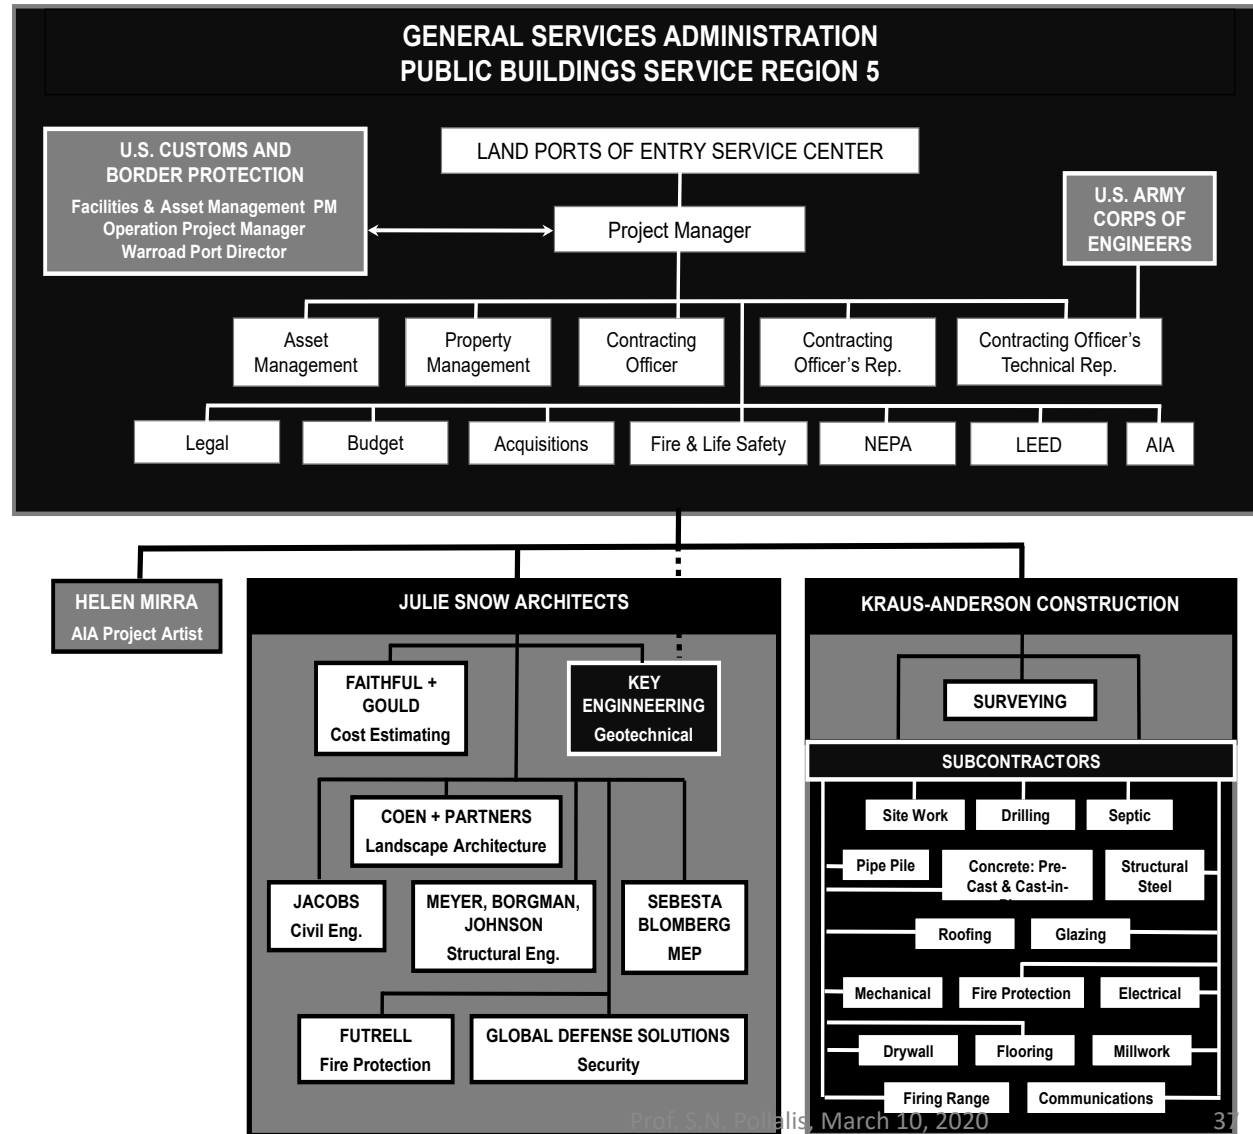 GENERAL SERVICES ADMINISTRATION
PUBLIC BUILDINGS SERVICE REGION 5
U.S. CUSTOMS AND
BORDER PROTECTION
Facilities & Asset Management PM
Operation Project Manager
Warroad Port Director
LAND PORTS OF ENTRY SERVICE CENTER
Project Manager
U.S. ARMY
CORPS OF
ENGINEERS
Asset
Management
Property
Management
Contracting
Officer
Contracting
Officer's Rep.
Contracting Officer's
Technical Rep.
Legal
Budget
Acquisitions
Fire & Life Safety
NEPA
LEED
AIA
HELEN MIRRA
AIA Project Artist
JULIE SNOW ARCHITECTS
FAITHFUL +
GOULD
Cost Estimating
KEY
ENGINNEERING
Geotechnical
COEN + PARTNERS
Landscape Architecture
JACOBS
Civil Eng.
MEYER, BORGMAN,
JOHNSON
Structural Eng.
SEBESTA
BLOMBERG
MEP
FUTRELL
Fire Protection
GLOBAL DEFENSE SOLUTIONS
Security
KRAUS-ANDERSON CONSTRUCTION
SURVEYING
SUBCONTRACTORS
Site Work
Drilling
Septic
Pipe Pile
Concrete: Pre-
Cast & Cast-in-
Structural
Steel
Roofing
Glazing
Mechanical
Fire Protection
Electrical
Drywall
Flooring
Millwork
Firing Range
Communications
Prof. S.N. Pollalis, March 10, 2020
37